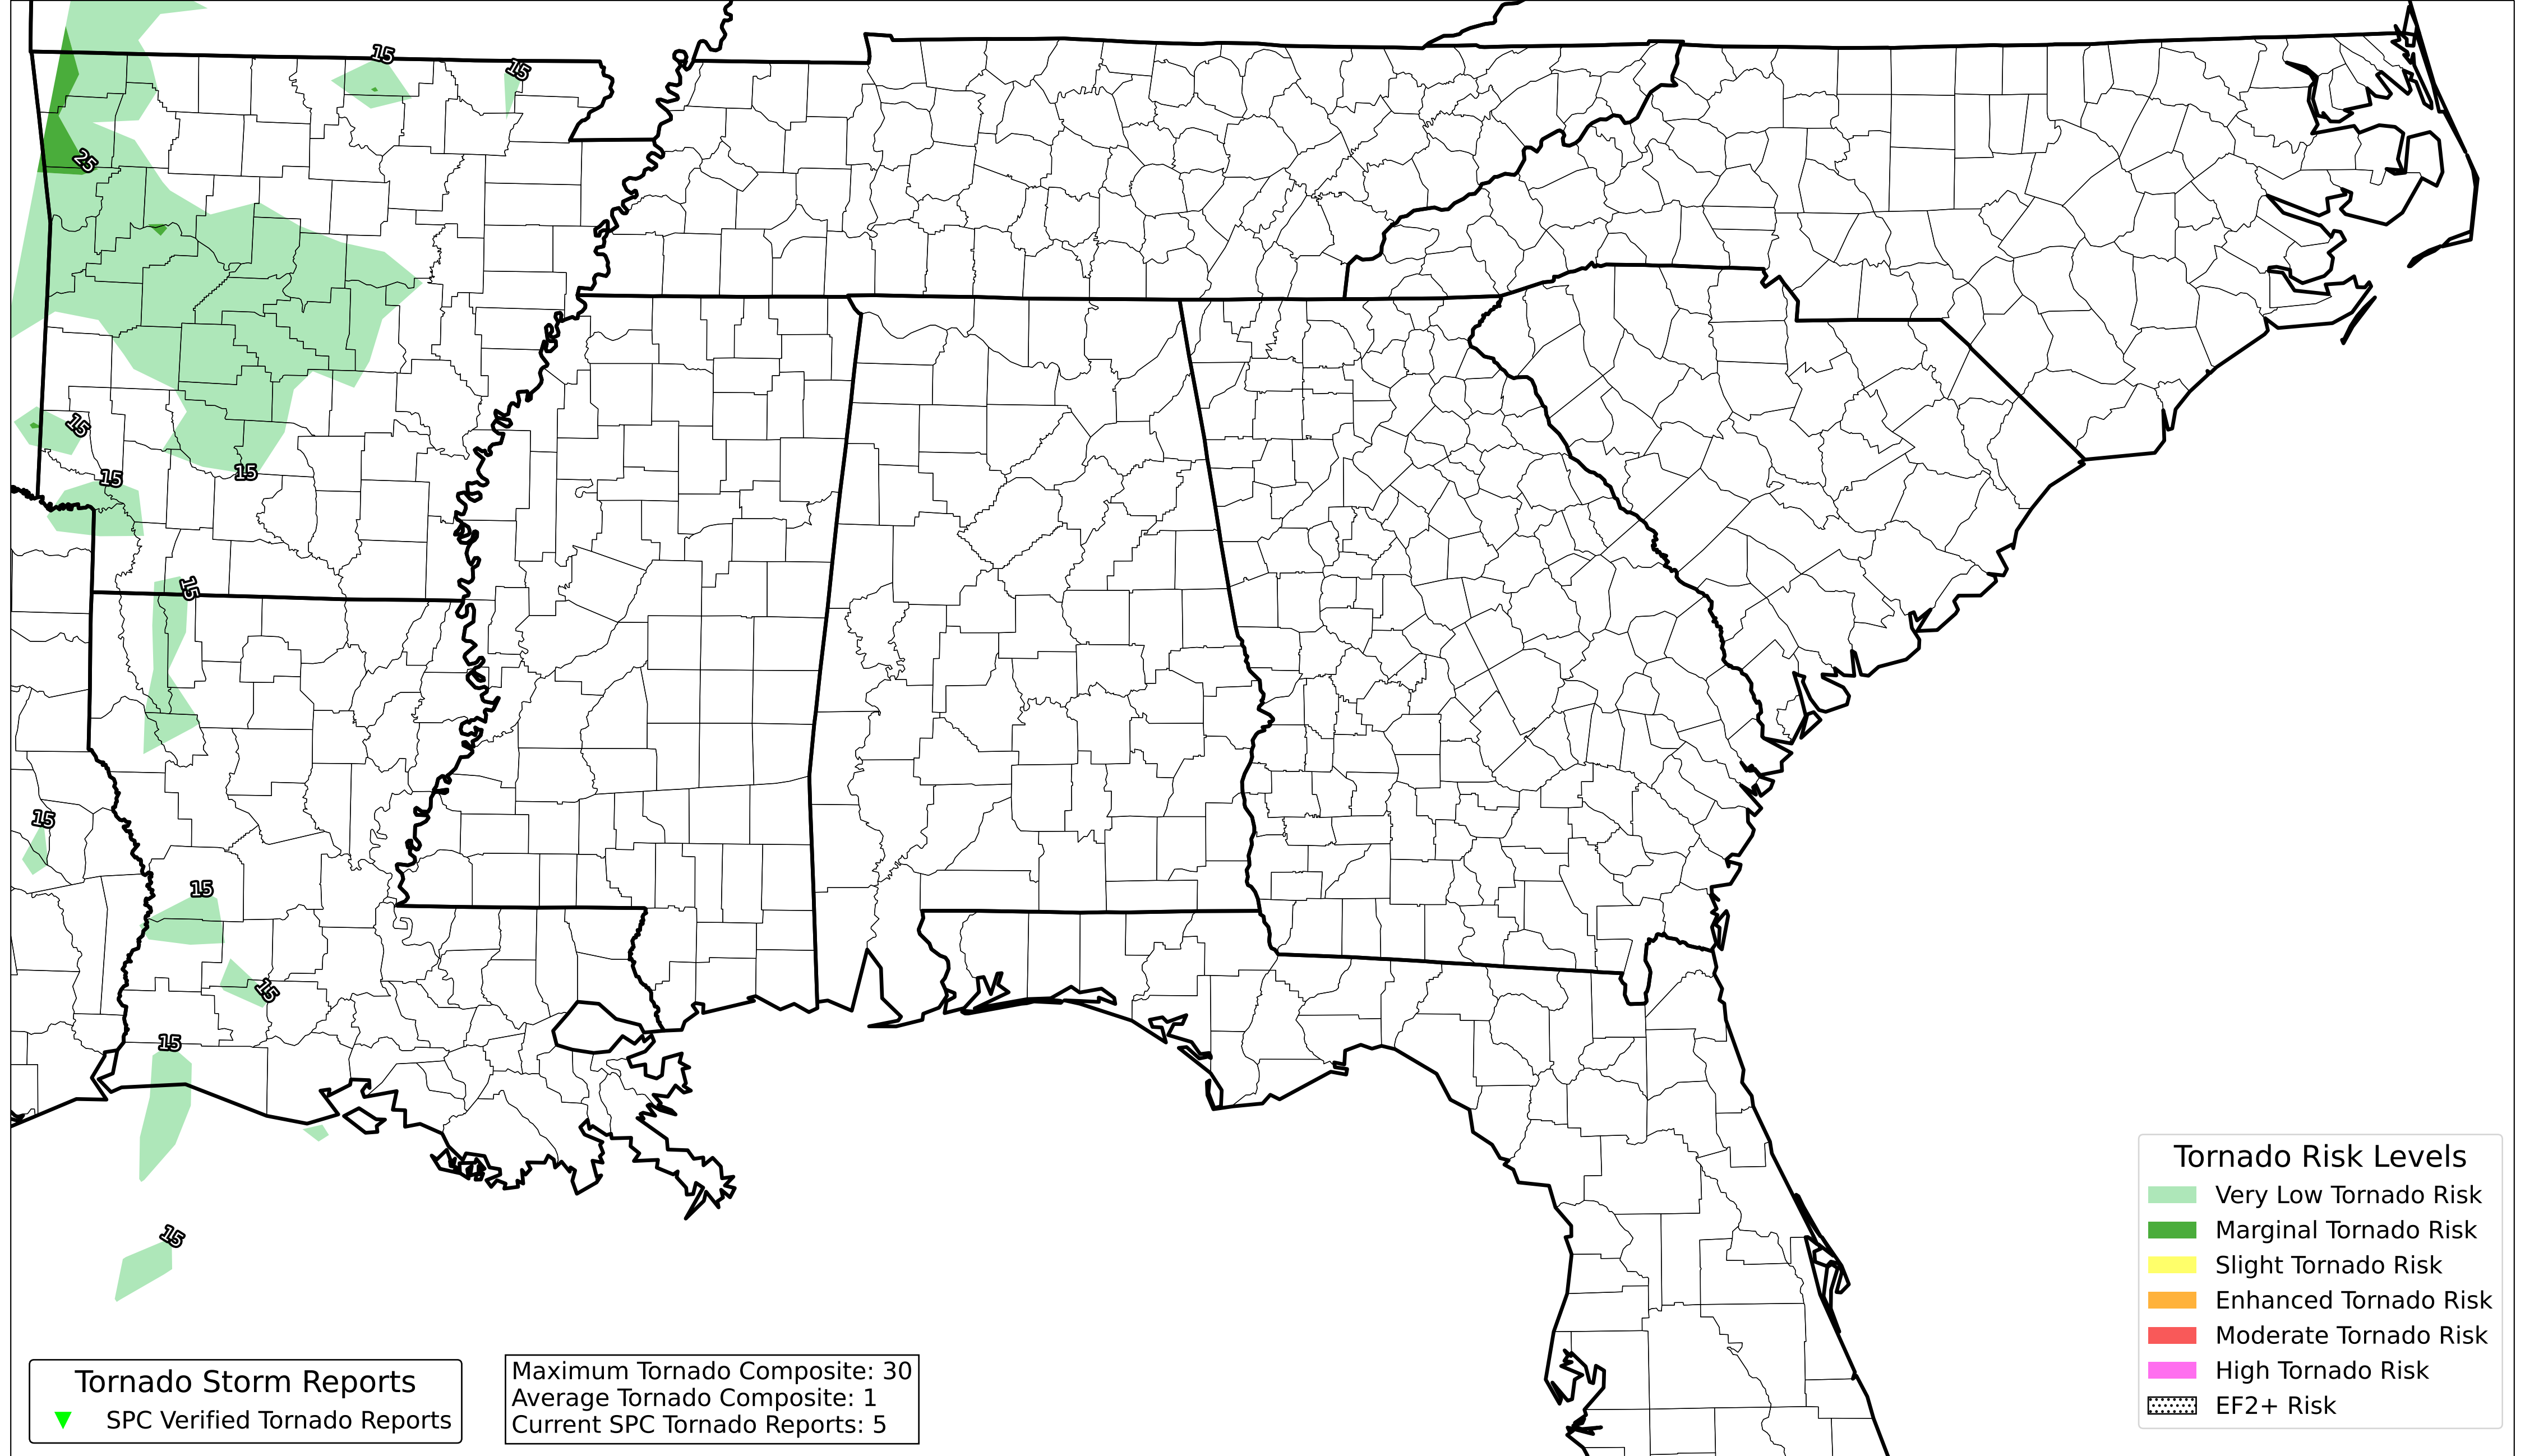 15
15
25
15
15
15
15
15
15
15
15
15
Tornado Risk Levels
Very Low Tornado Risk
Marginal Tornado Risk
Slight Tornado Risk
Enhanced Tornado Risk
Moderate Tornado Risk
High Tornado Risk
EF2+ Risk
Tornado Storm Reports
SPC Verified Tornado Reports
Maximum Tornado Composite: 30
Average Tornado Composite: 1
Current SPC Tornado Reports: 5